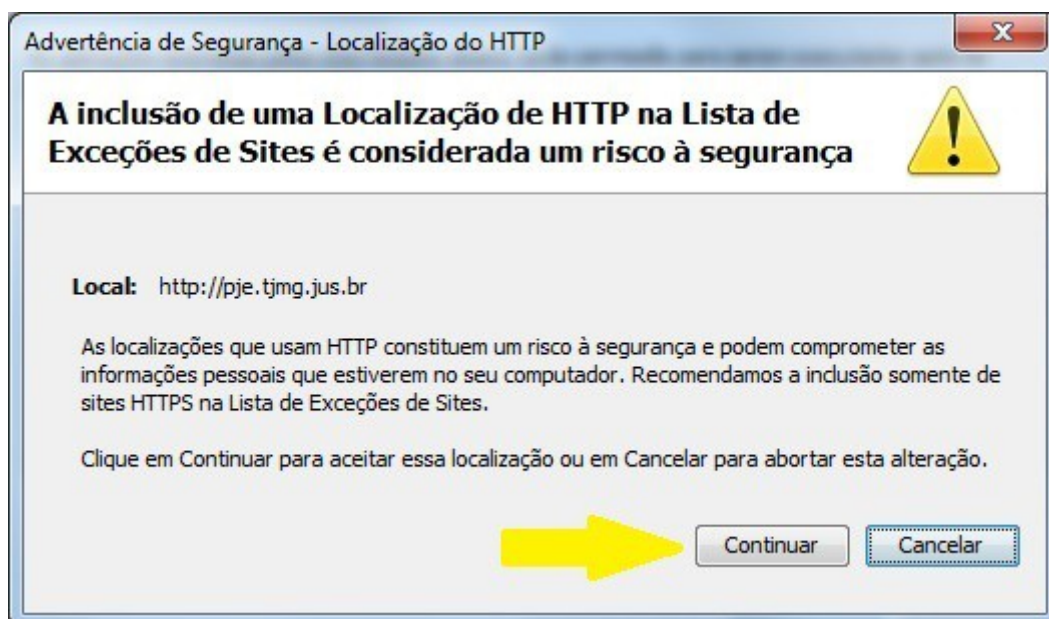 Advertência de Segurança - Localização do HTTP
A inclusão de uma Localização de HTTP na Lista de
Exceções de Sites é considerada um risco à segurança
Local: http://pje.tjmg.jus.br
As localizações que usam HTTP constituem um risco à segurança e podem comprometer as
informações pessoais que estiverem no seu computador. Recomendamos a inclusão somente de
sites HTTPS na Lista de Exceções de Sites.
Clique em Continuar para aceitar essa localização ou em Cancelar para abortar esta alteração.
Continuar Cancelar